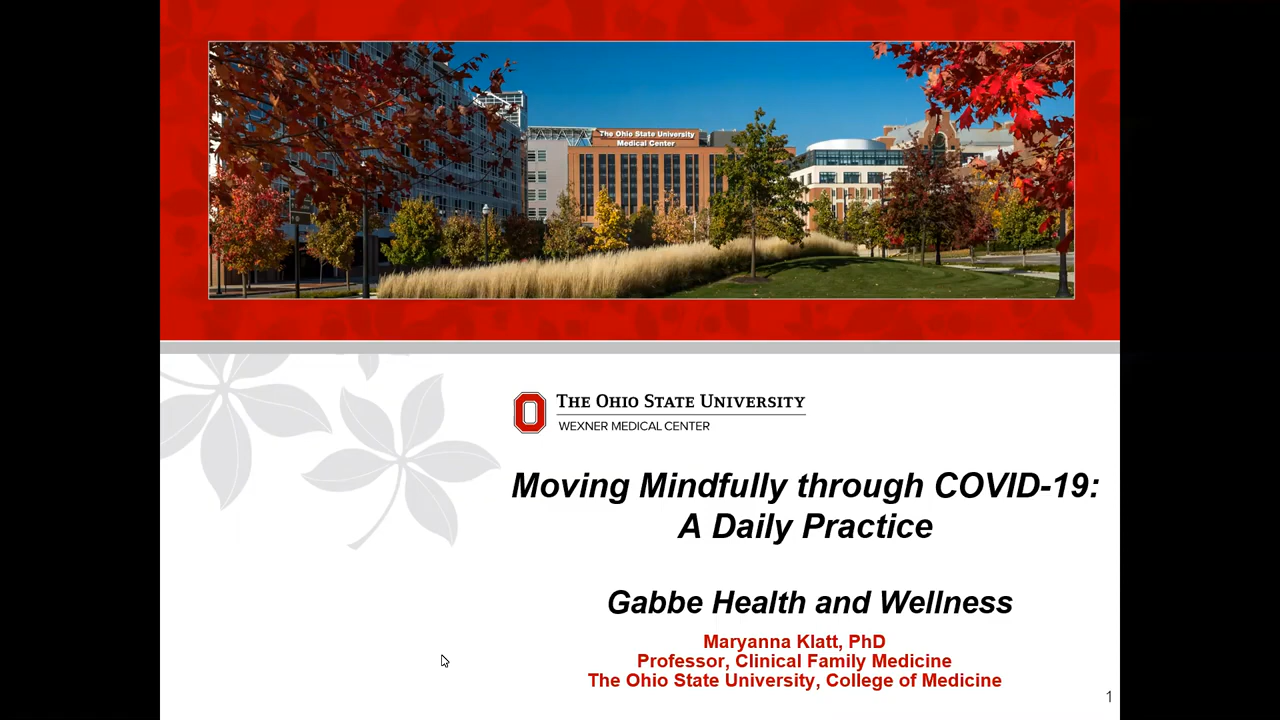 The Ohio State University
Medical Center
THE OHIO STATE UNIVERSITY
WEXNER MEDICAL CENTER
Moving Mindfully through COVID-19:
A Daily Practice
Gabbe Health and Wellness
Maryanna Klatt, PhD
Professor, Clinical Family Medicine
The Ohio State University, College of Medicine
1